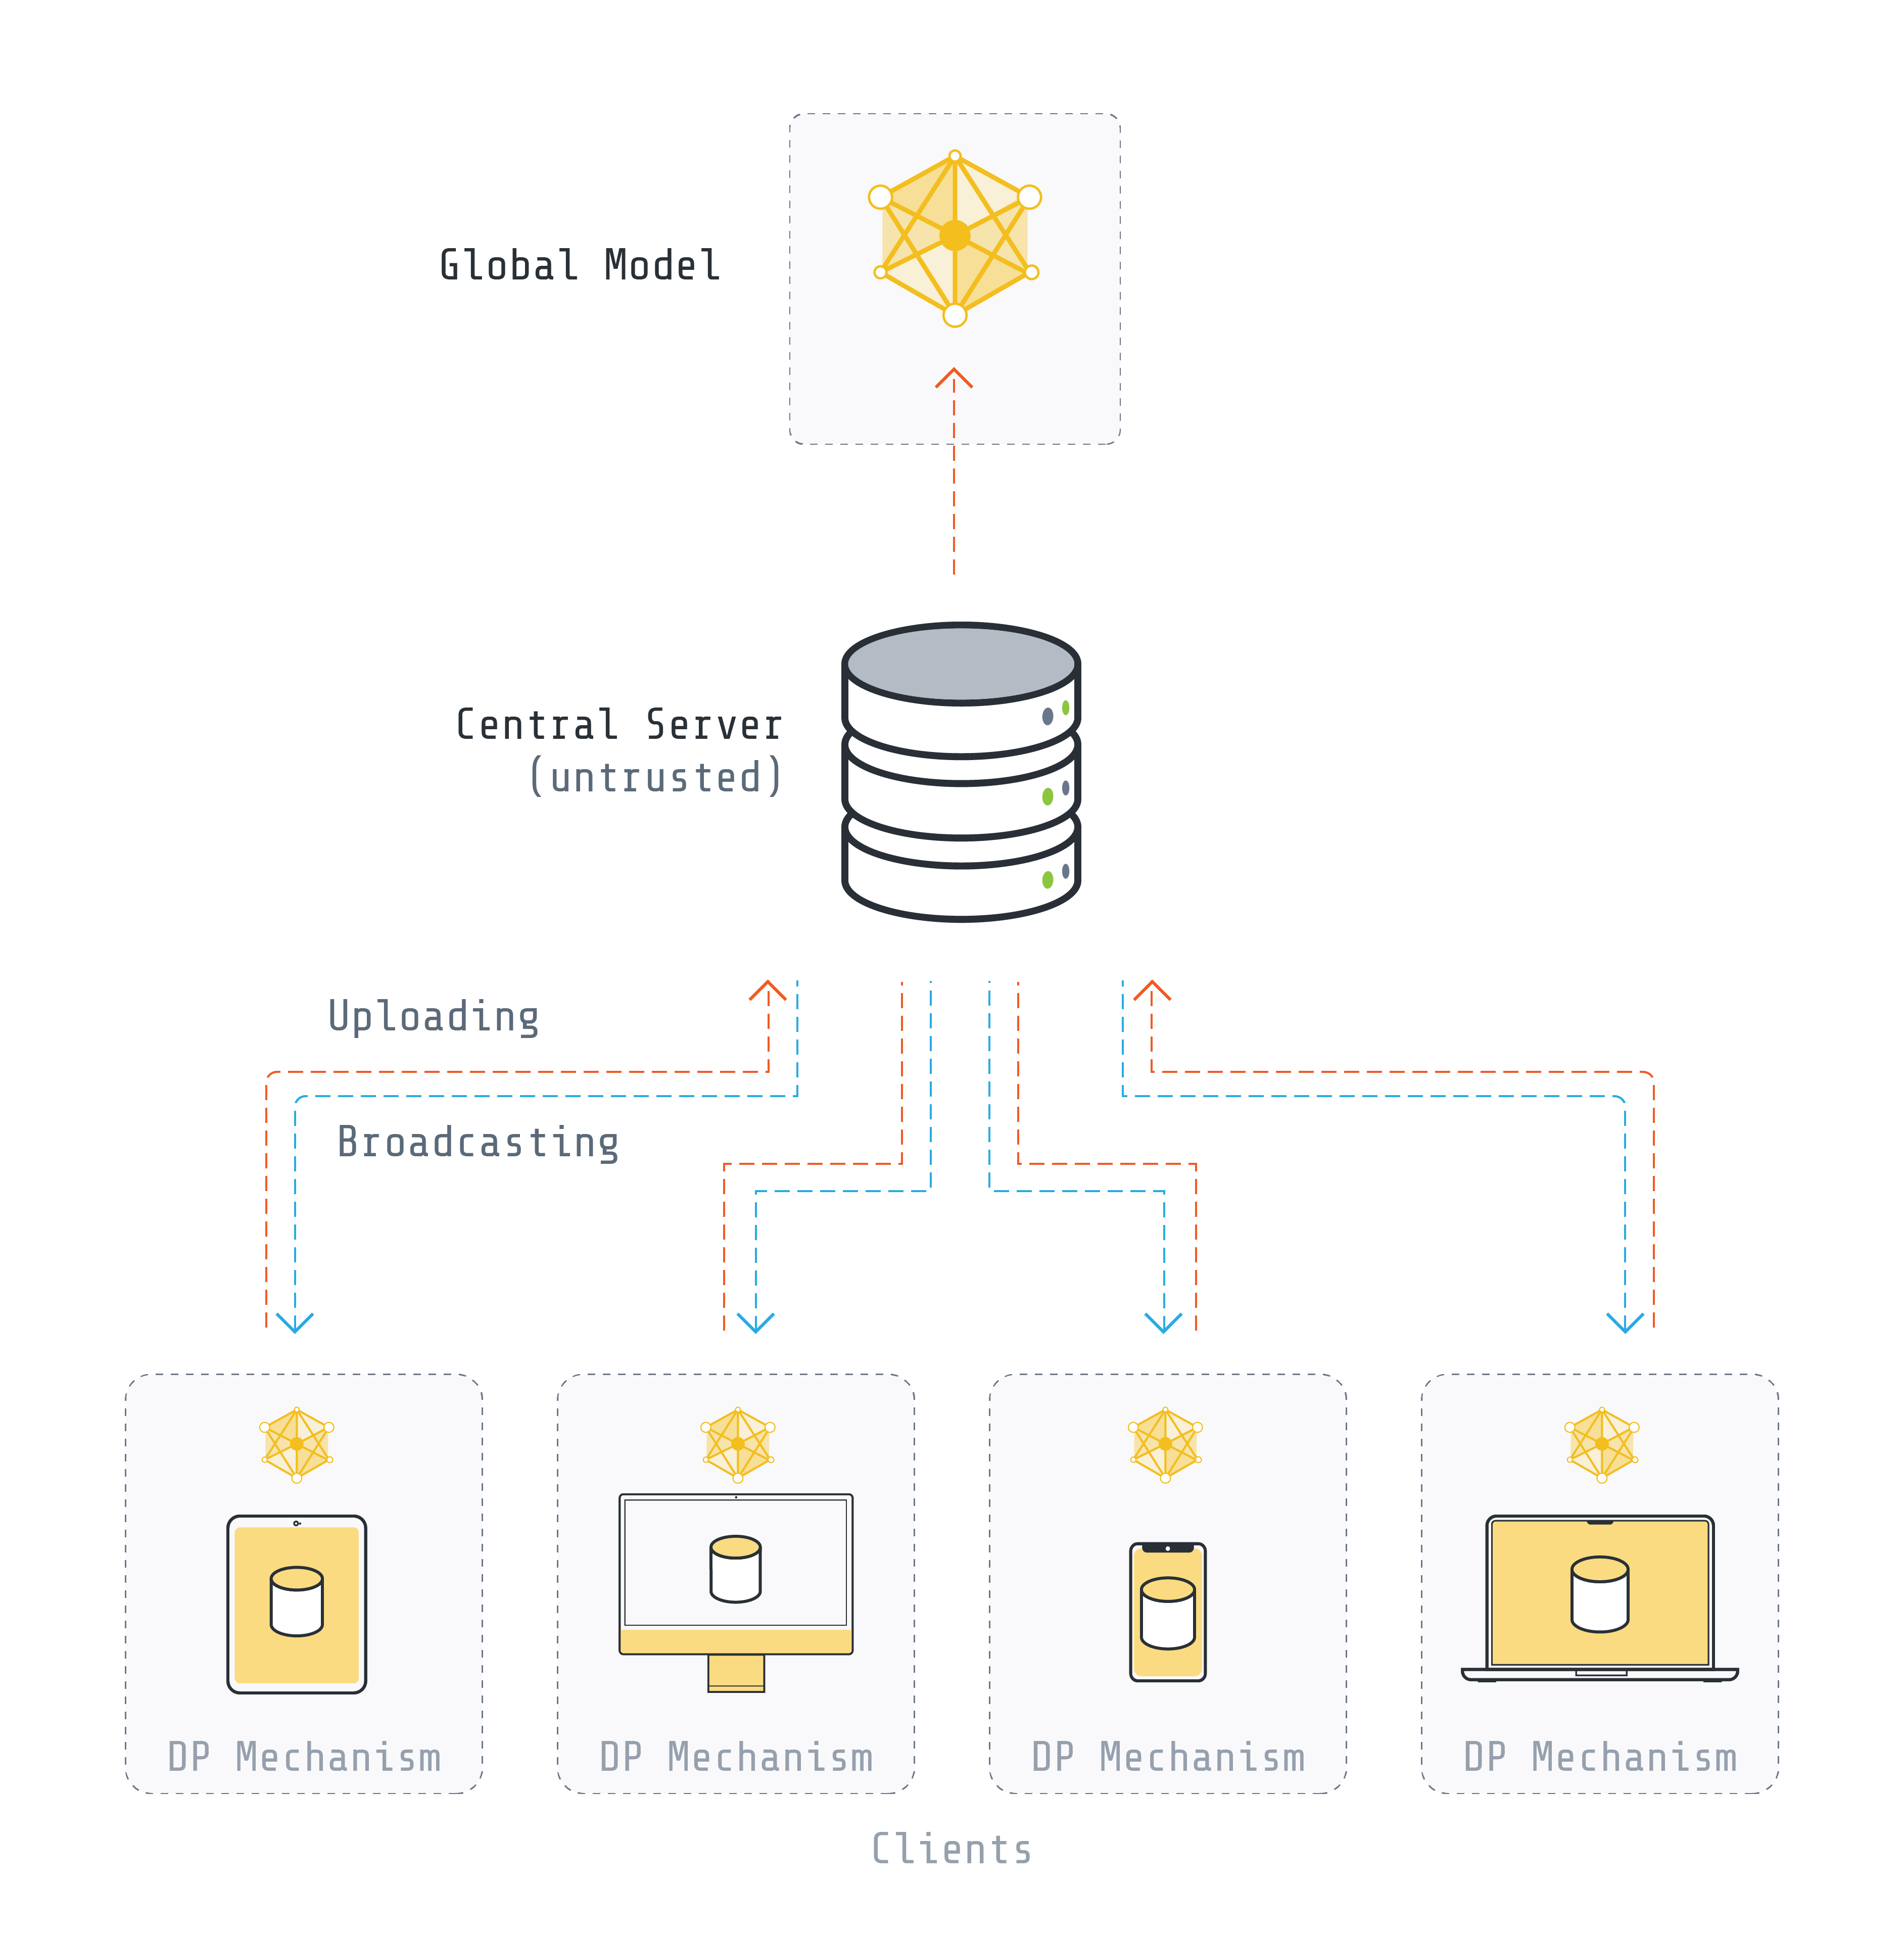 Global Model
Central Server
(untrusted)
Uploading
Broadcasting
DP Mechanism
DP Mechanism
DP Mechanism
DP Mechanism
Clients